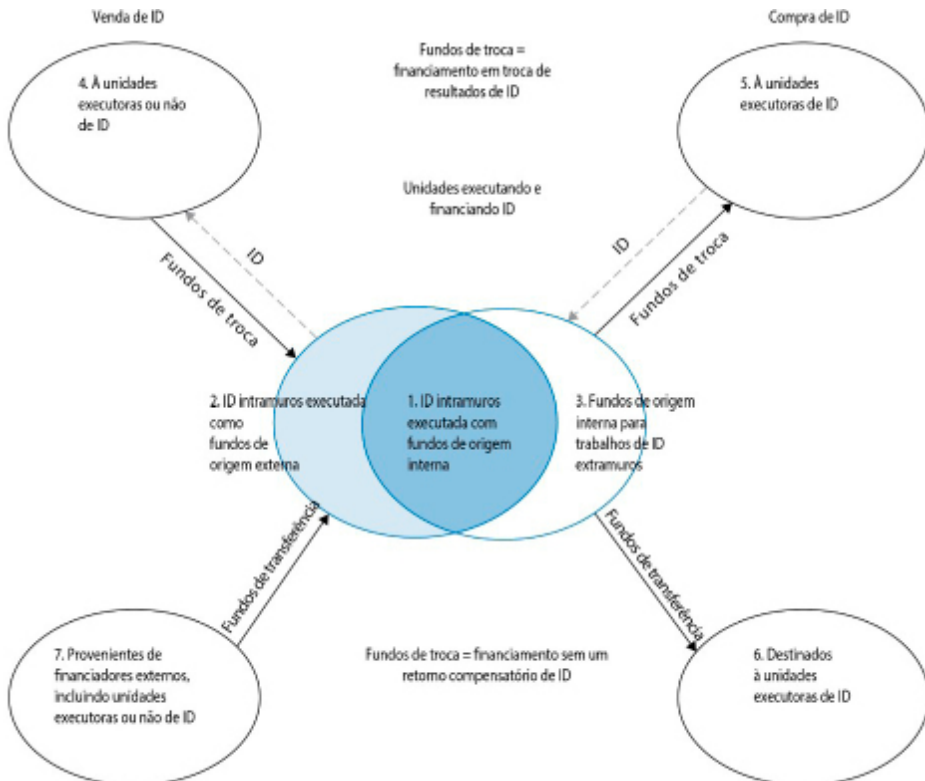 Venda de ID
Compra de ID
Fundos de troca =
financiamento em troca de
resultados de ID
4. À unidades
executoras ou não
de ID
5. À unidades
executoras de ID
Unidades executando e
financiando ID
ID
Fundos de troca
ID
Fundos de troca
2. ID intramuros executada
como
fundos de
origem externa
1. ID intramuros
executada com
fundos de origem
interna
3. Fundos de origem
interna para
trabalhos de ID
extramuros
Fundos de transferência
Fundos de transferência
7. Provenientes de
financiadores externos,
incluindo unidades
executoras ou não de ID
Fundos de troca = financiamento sem um
retorno compensatório de ID
6. Destinados
à unidades
executoras de ID